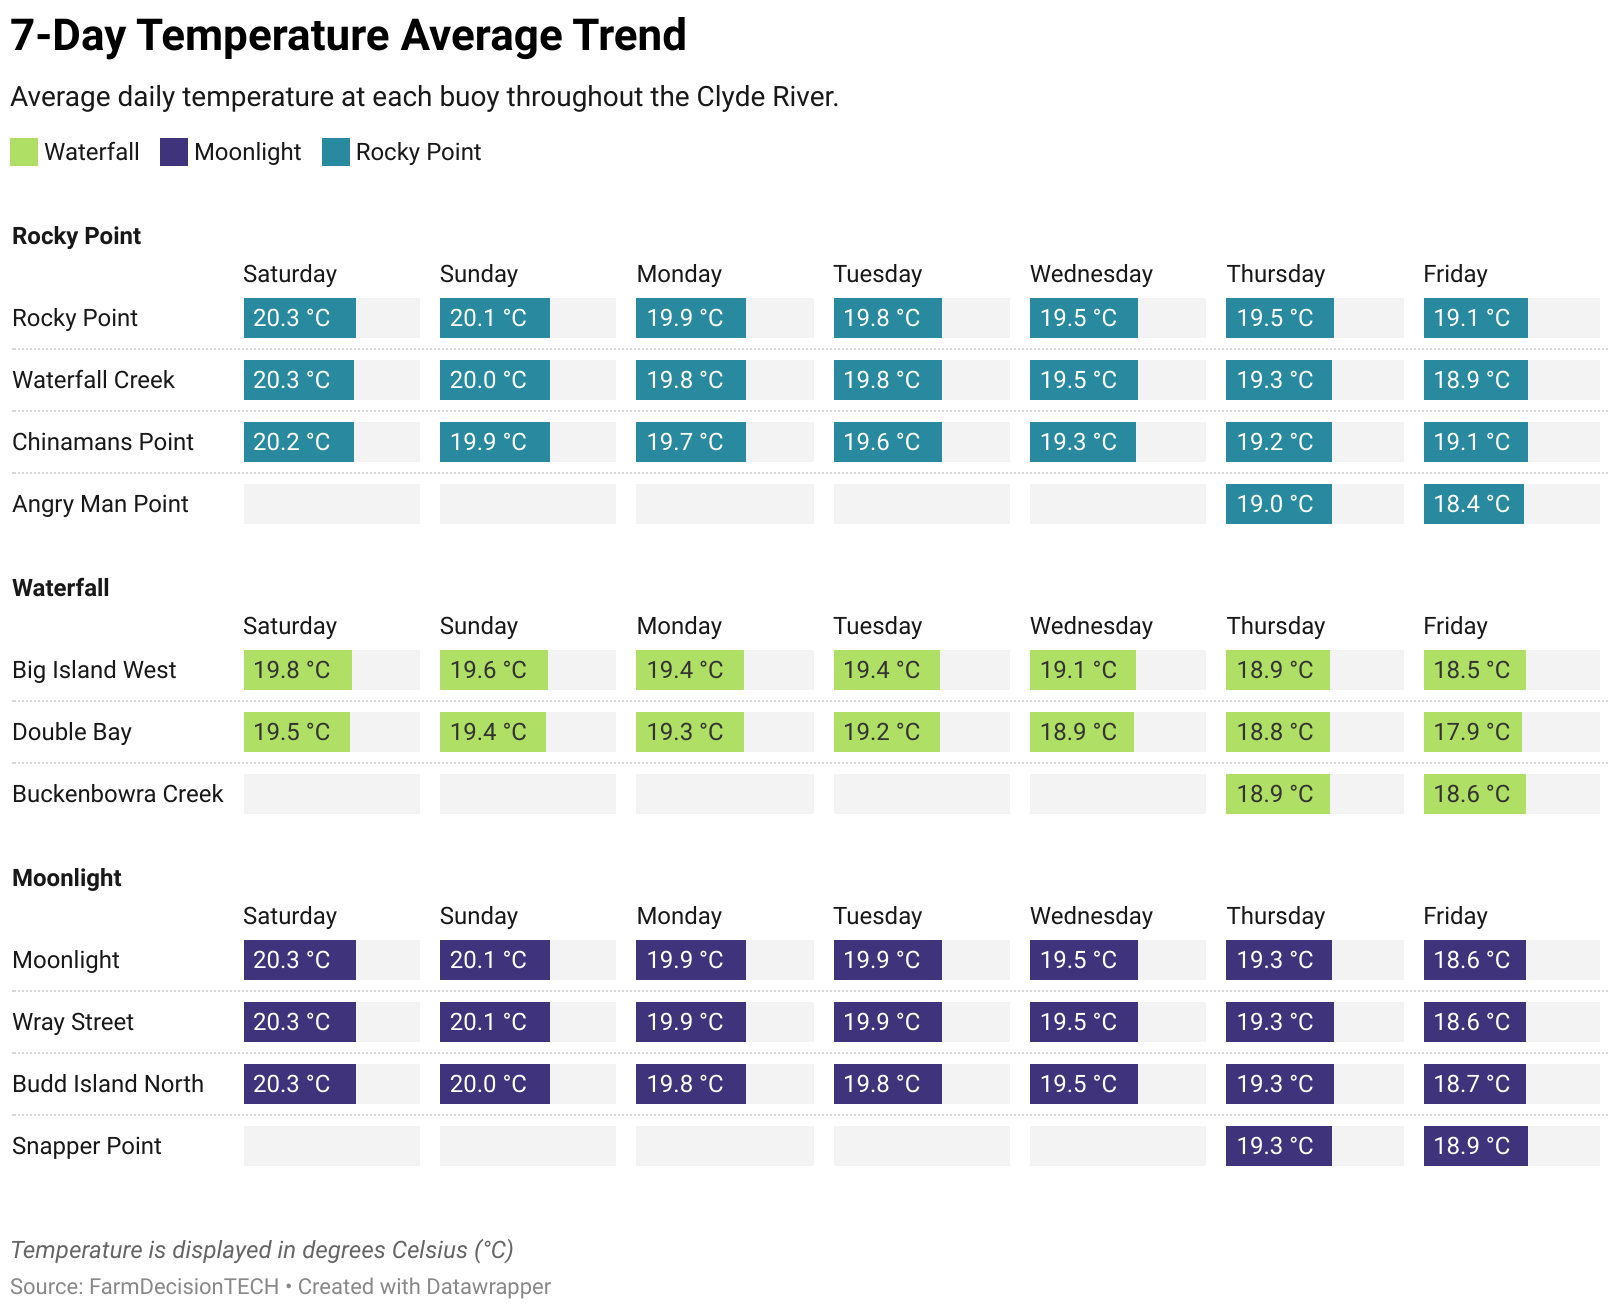 7-Day Temperature Average Trend
Average daily temperature at each buoy throughout the Clyde River.
Waterfall Moonlight Rocky Point
Rocky Point
Saturday Sunday Monday Tuesday Wednesday Thursday Friday
Rocky Point 20.3 °C 20.1 °C 19.9 °C 19.8 °C 19.5 °C 19.5 °C 19.1 °C
Waterfall Creek 20.3 °C 20.0 °C 19.8 °C 19.8 °C 19.5 °C 19.3 °C 18.9 °C
Chinamans Point 20.2 °C 19.9 °C 19.7 °C 19.6 °C 19.3 °C 19.2 °C 19.1 °C
Angry Man Point 19.0 °C 18.4 °C
Waterfall
Saturday Sunday Monday Tuesday Wednesday Thursday Friday
Big Island West 19.8 °C 19.6 °C 19.4 °C 19.4 °C 19.1 °C 18.9 °C 18.5 °C
Double Bay 19.5 °C 19.4 °C 19.3 °C 19.2 °C 18.9 °C 18.8 °C 17.9 °C
Buckenbowra Creek 18.9 °C 18.6 °C
Moonlight
Saturday Sunday Monday Tuesday Wednesday Thursday Friday
Moonlight 20.3 °C 20.1 °C 19.9 °C 19.9 °C 19.5 °C 19.3 °C 18.6 °C
Wray Street 20.3 °C 20.1 °C 19.9 °C 19.9 °C 19.5 °C 19.3 °C 18.6 °C
Budd Island North 20.3 °C 20.0 °C 19.8 °C 19.8 °C 19.5 °C 19.3 °C 18.7 °C
Snapper Point 19.3 °C 18.9 °C
Temperature is displayed in degrees Celsius (°C)
Source: FarmDecisionTECH • Created with Datawrapper